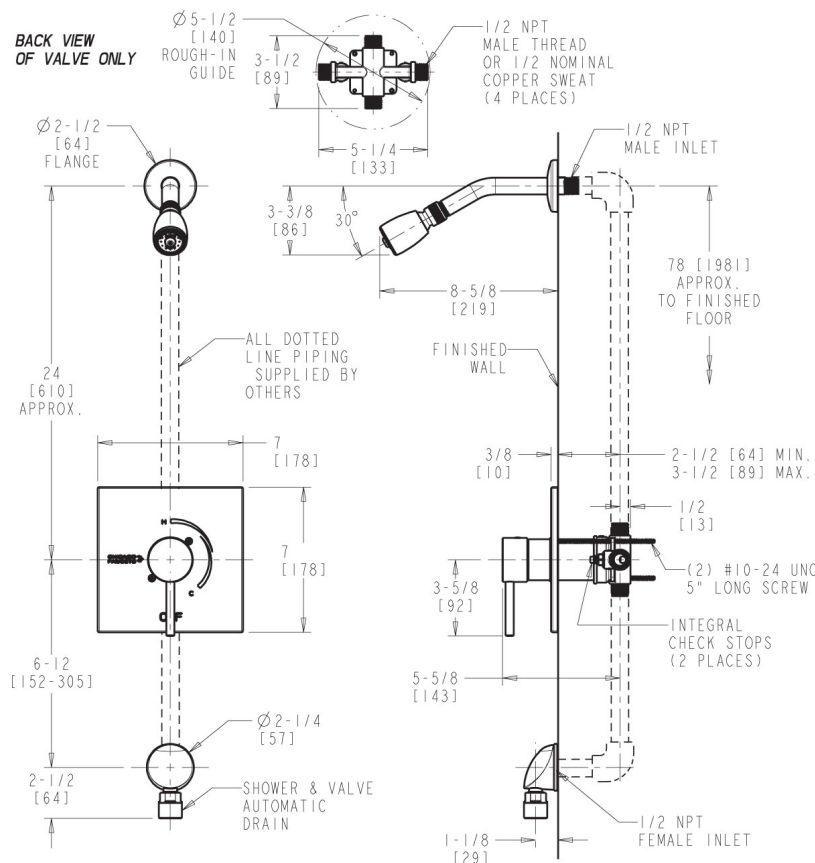 BACK VIEW
OF VALVE ONLY
Ø5-1/2
[140]
ROUGH-IN
GUIDE
3-1/2
[89]
1/2 NPT
MALE THREAD
OR 1/2 NOMINAL
COPPER SWEAT
(4 PLACES)
5-1/4
[133]
Ø2-1/2
[64]
FLANGE
1/2 NPT
MALE INLET
3-3/8
[86]
30°
8-5/8
[219]
78 [1981]
APPROX.
TO FINISHED
FLOOR
ALL DOTTED
LINE PIPING
SUPPLIED BY
OTHERS
FINISHED
WALL
24
[610]
APPROX.
7
[178]
3/8
[10]
2-1/2 [64] MIN.
3-1/2 [89] MAX.
1/2
[13]
H
C
OFF
7
[178]
3-5/8
[92]
(2) #10-24 UNC
5" LONG SCREW
INTEGRAL
CHECK STOPS
(2 PLACES)
5-5/8
[143]
6-12
[152-305]
Ø2-1/4
[57]
2-1/2
[64]
SHOWER & VALVE
AUTOMATIC
DRAIN
1/2 NPT
FEMALE INLET
1-1/8
[29]